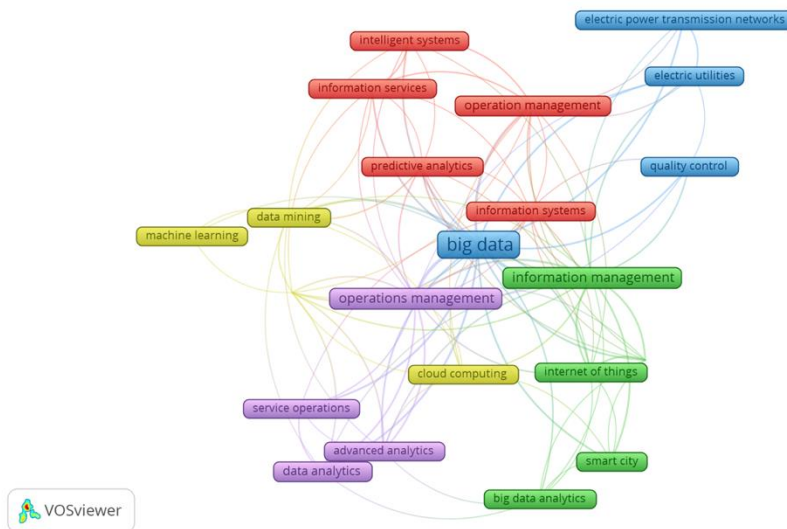 electric power transmission networks
intelligent systems
electric utilities
information services
operation management
predictive analytics
quality control
information systems
data mining
machine learning
big data
information management
operations management
internet of things
cloud computing
service operations
advanced analytics
smart city
data analytics
big data analytics
VOSviewer